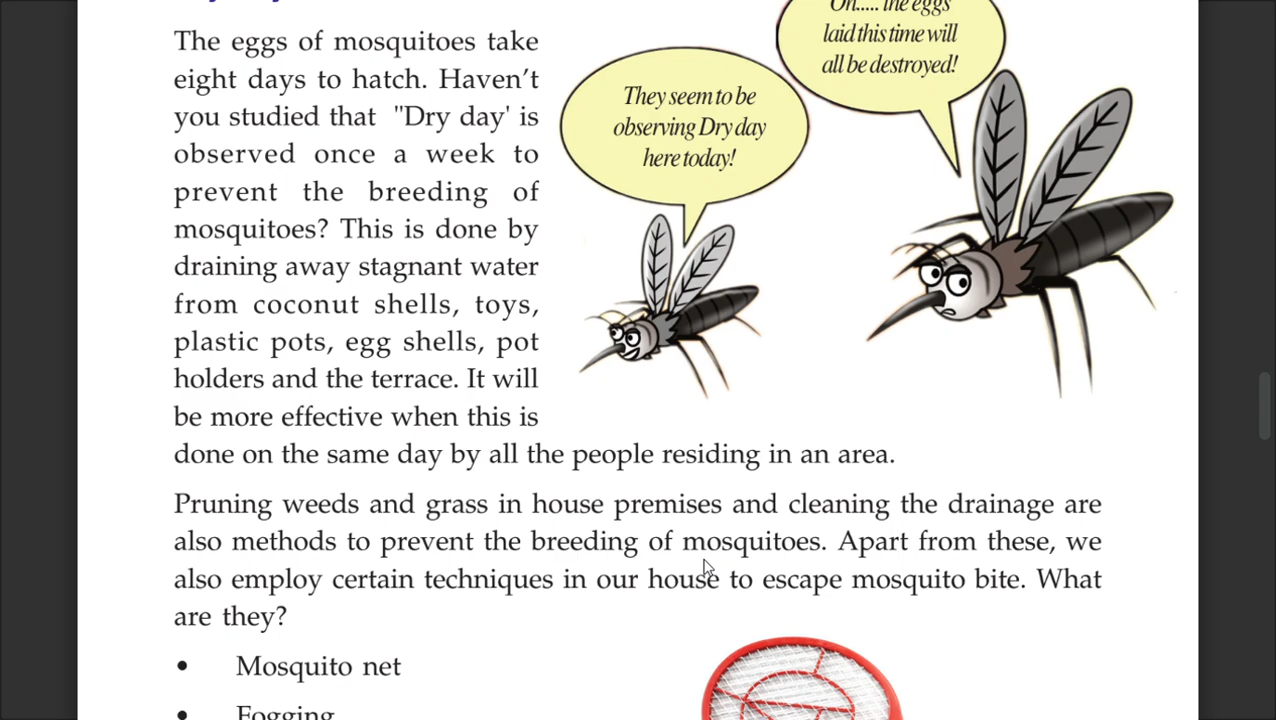 Oh..... the eggs
laid this time will
all be destroyed!
They seem to be
observing Dry day
here today!
The eggs of mosquitoes take
eight days to hatch. Haven't
you studied that "Dry day' is
observed once a week to
prevent the breeding of
mosquitoes? This is done by
draining away stagnant water
from coconut shells, toys,
plastic pots, egg shells, pot
holders and the terrace. It will
be more effective when this is
done on the same day by all the people residing in an area.
Pruning weeds and grass in house premises and cleaning the drainage are
also methods to prevent the breeding of mosquitoes. Apart from these, we
also employ certain techniques in our house to escape mosquito bite. What
are they?
• Mosquito net
• Fogging